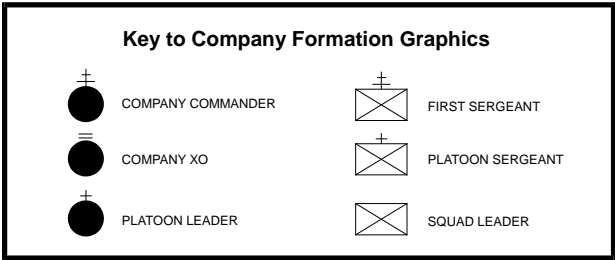 Key to Company Formation Graphics
COMPANY COMMANDER
FIRST SERGEANT
COMPANY XO
PLATOON SERGEANT
PLATOON LEADER
SQUAD LEADER